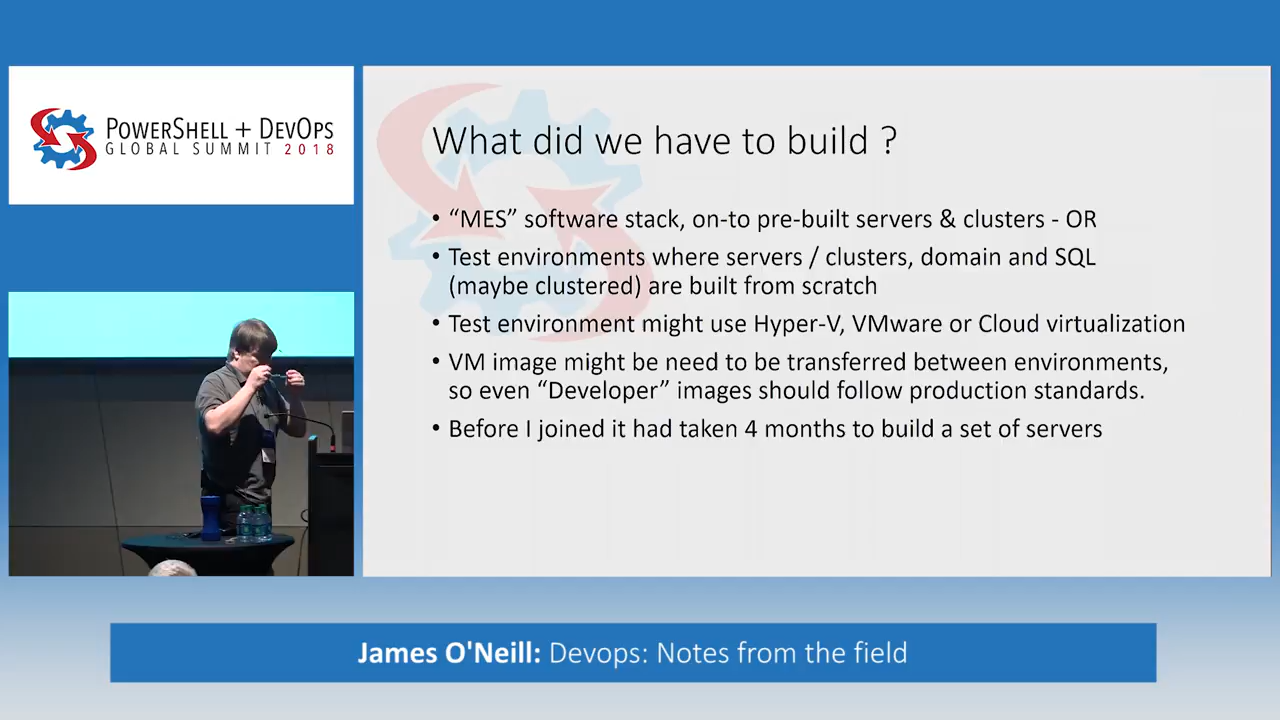 POWERSHELL + DEVOPS
GLOBAL SUMMIT 2018
What did we have to build ?
• “MES” software stack, on-to pre-built servers & clusters - OR
• Test environments where servers / clusters, domain and SQL
(maybe clustered) are built from scratch
• Test environment might use Hyper-V, VMware or Cloud virtualization
• VM image might be need to be transferred between environments,
so even “Developer” images should follow production standards.
• Before I joined it had taken 4 months to build a set of servers
James O'Neill: Devops: Notes from the field